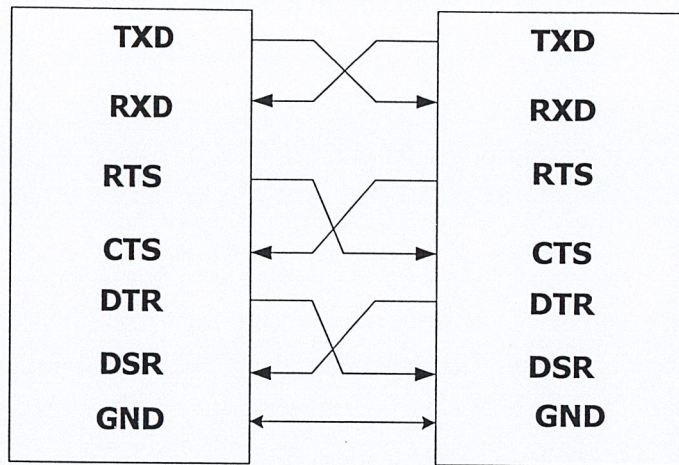 TXD TXD
RXD RXD
RTS RTS
CTS CTS
DTR DTR
DSR DSR
GND GND